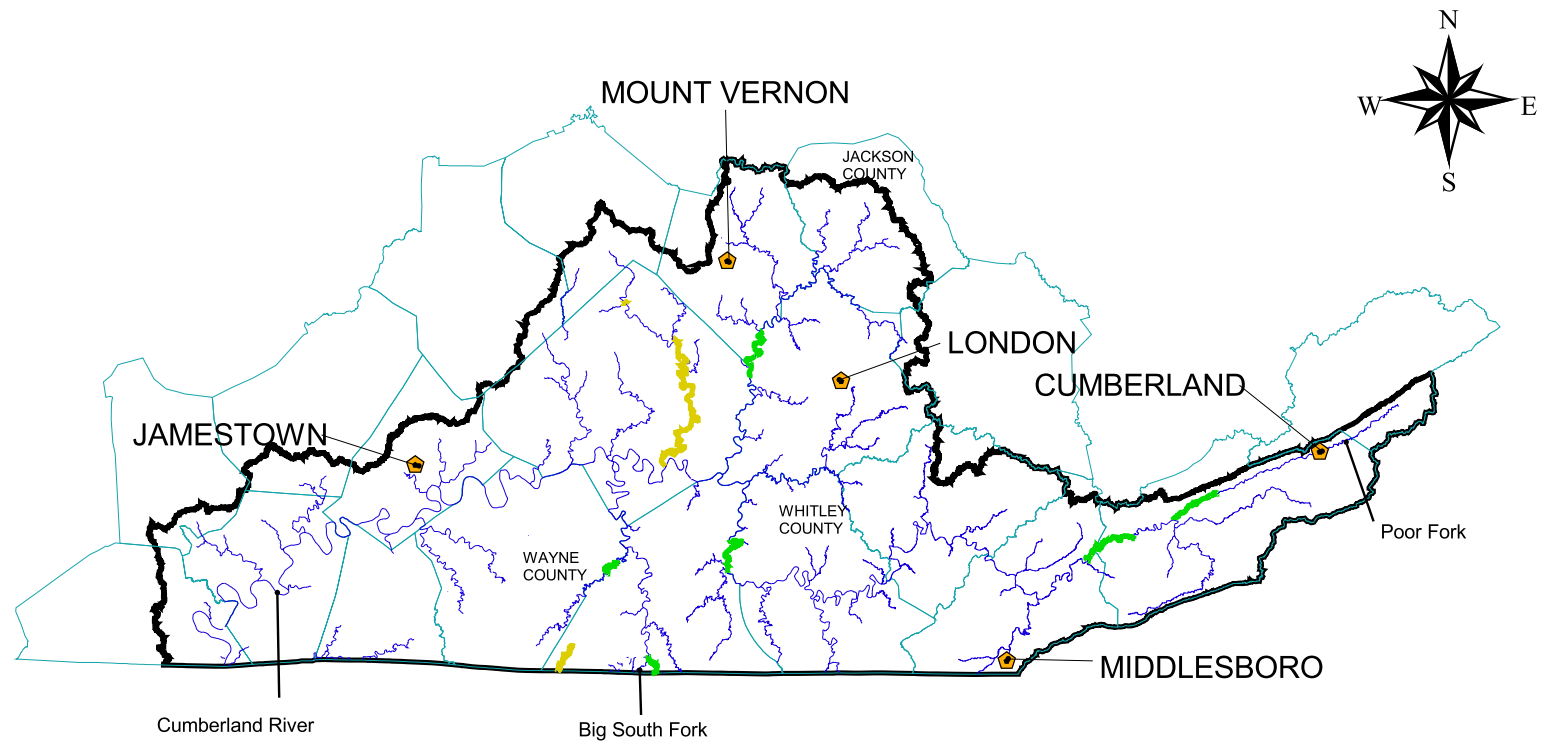 N
W
E
S
MOUNT VERNON
JACKSON
COUNTY
LONDON
CUMBERLAND
JAMESTOWN
WHITLEY
COUNTY
Poor Fork
WAYNE
COUNTY
MIDDLESBORO
Cumberland River
Big South Fork